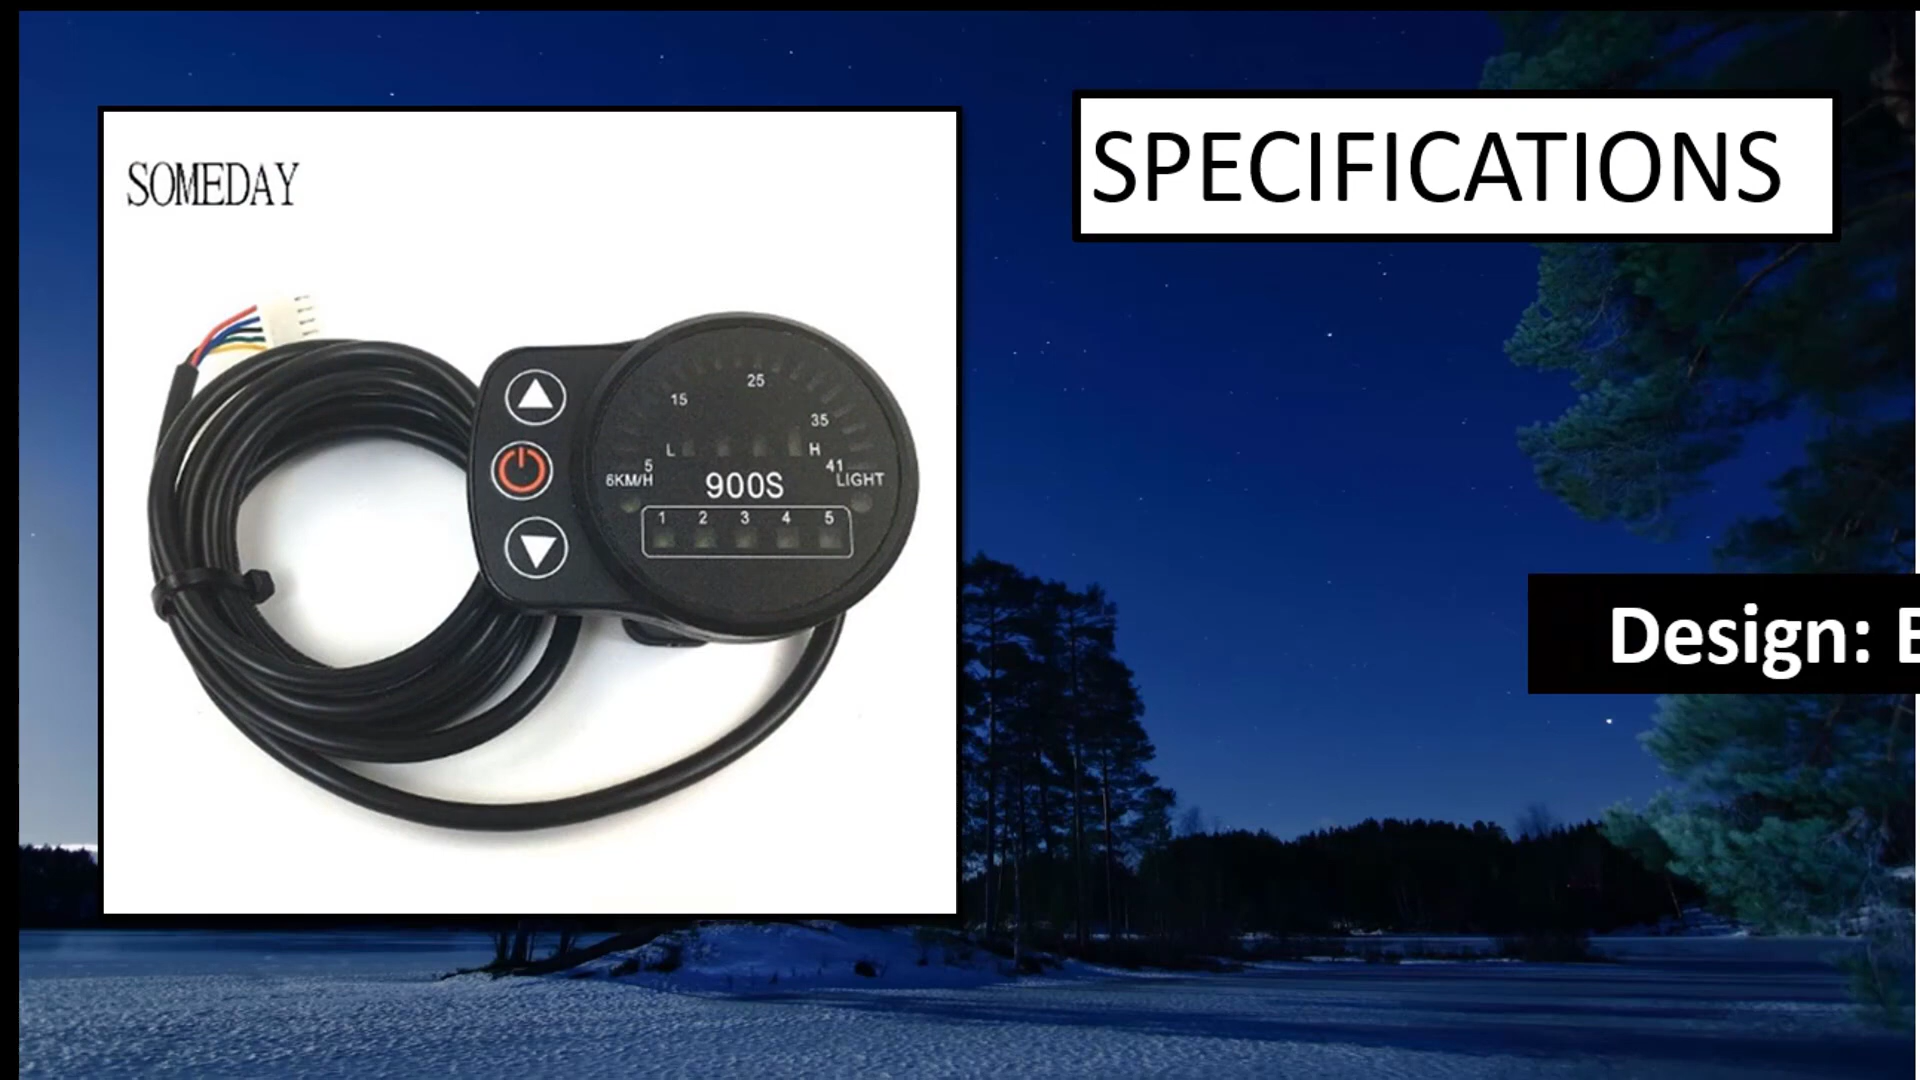 SPECIFICATIONS
SOMEDAY
25
15
35
L H
5 41
6KM/H LIGHT
900S
1 2 3 4 5
Design: